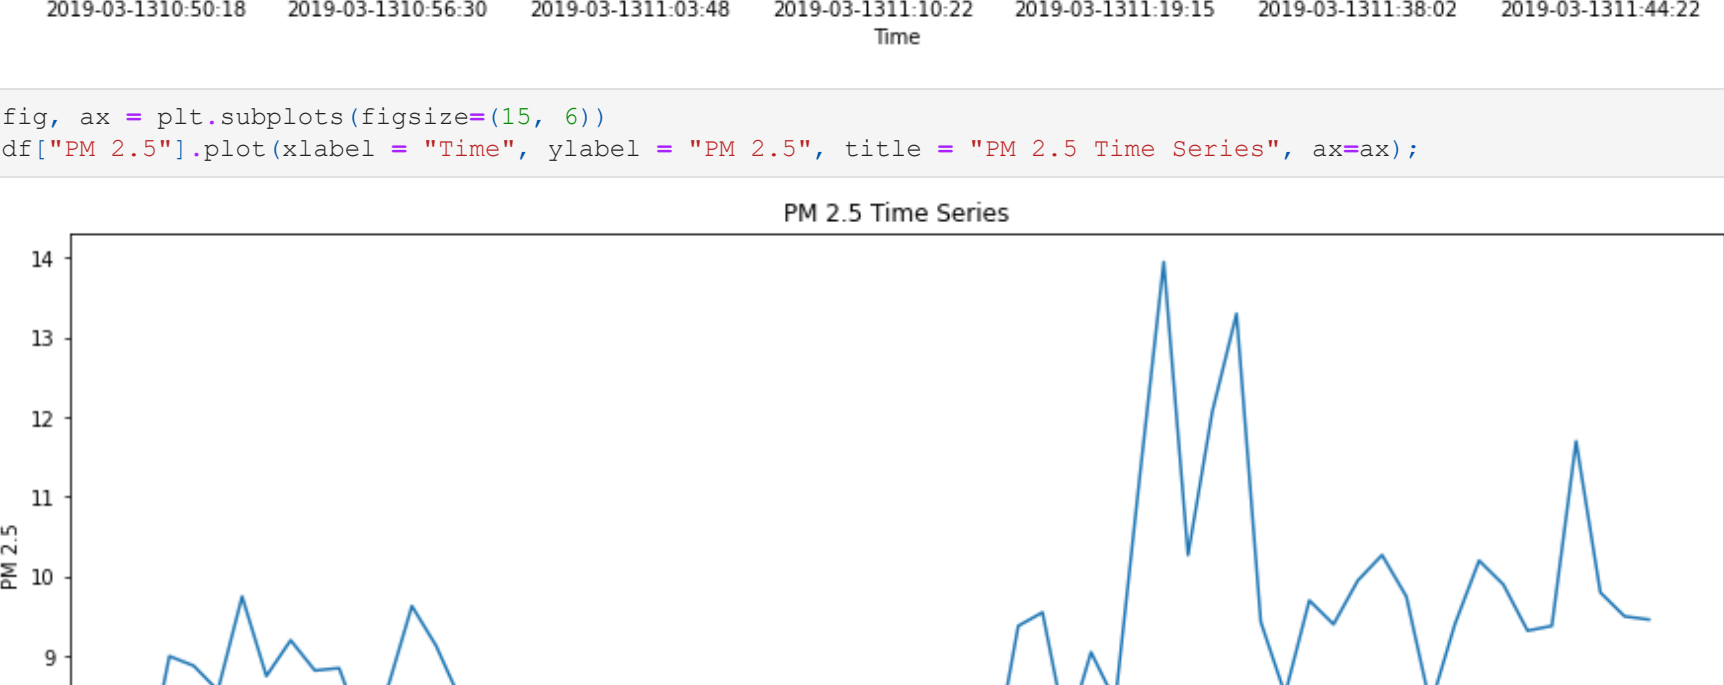 2019-03-1310:50:18 2019-03-1310:56:30 2019-03-1311:03:48 2019-03-1311:10:22 2019-03-1311:19:15 2019-03-1311:38:02 2019-03-1311:44:22
Time
fig, ax = plt.subplots(figsize=(15, 6))
df["PM 2.5"].plot(xlabel = "Time", ylabel = "PM 2.5", title = "PM 2.5 Time Series", ax=ax);
PM 2.5 Time Series
14
13
12
11
10
9
PM 2.5